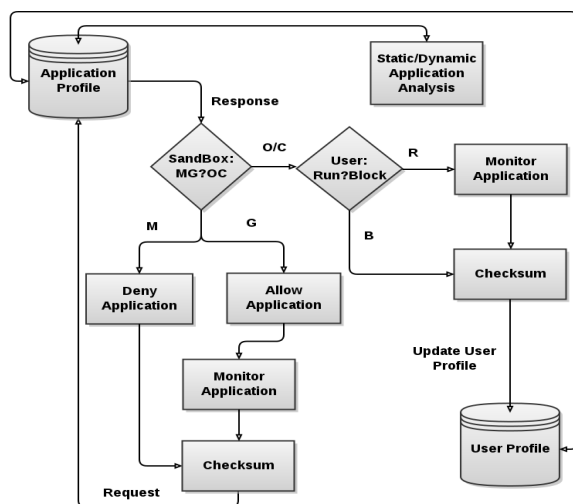 Application
Profile
Static/Dynamic
Application
Analysis
Response
SandBox:
MG?OC
O/C
User:
Run?Block
R
Monitor
Application
M
G
B
Deny
Application
Allow
Application
Checksum
Monitor
Application
Update User
Profile
Checksum
User Profile
Request